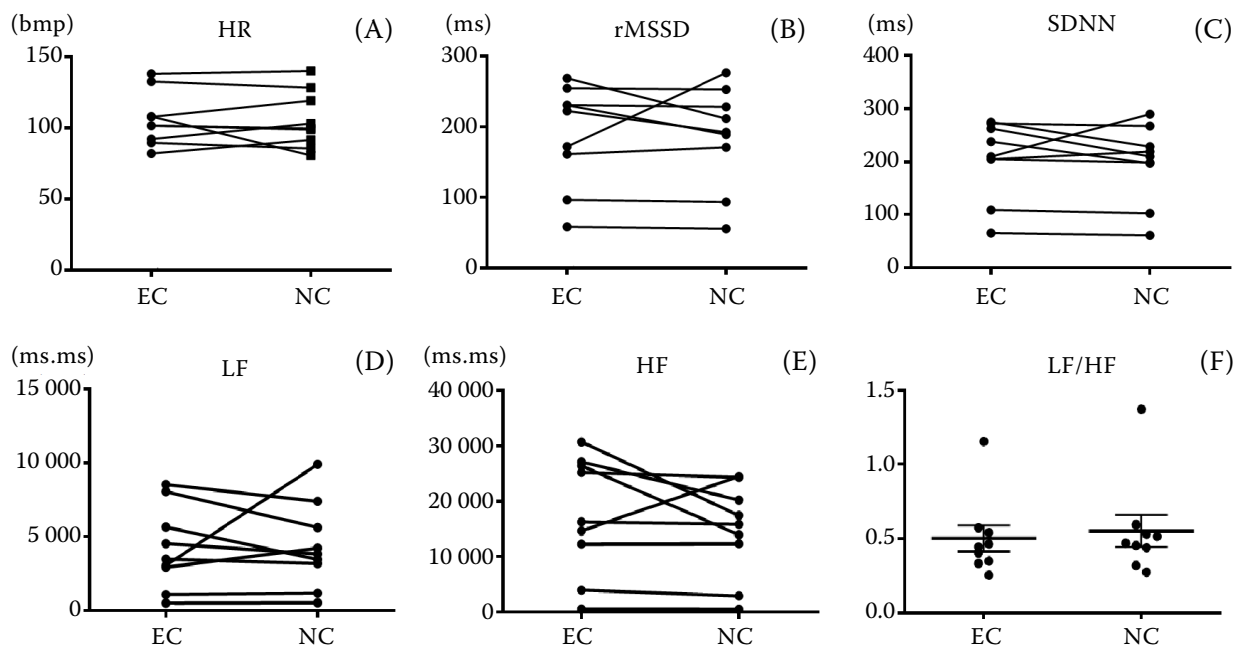 (bmp) HR (A)
150
100
50
0
EC NC
(ms) rMSSD (B)
300
200
100
0
EC NC
(ms) SDNN (C)
400
300
200
100
0
EC NC
(ms.ms) LF (D)
15 000
10 000
5 000
0
EC NC
(ms.ms) HF (E)
40 000
30 000
20 000
10 000
0
EC NC
LF/HF (F)
1.5
1.0
0.5
0.0
EC NC